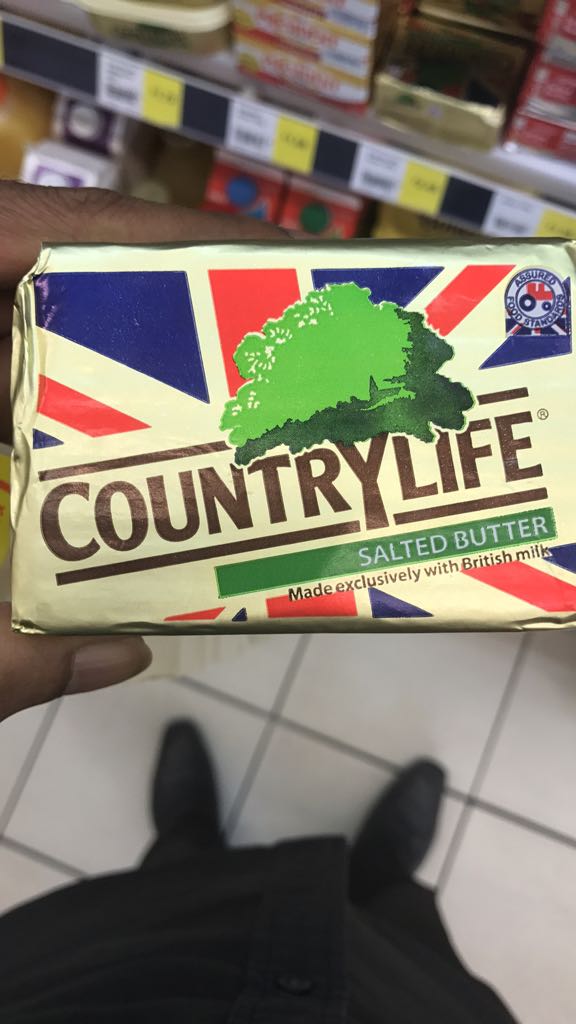 ASSURED
FOOD STANDARDS
COUNTRYLIFE®
SALTED BUTTER
Made exclusively with British milk